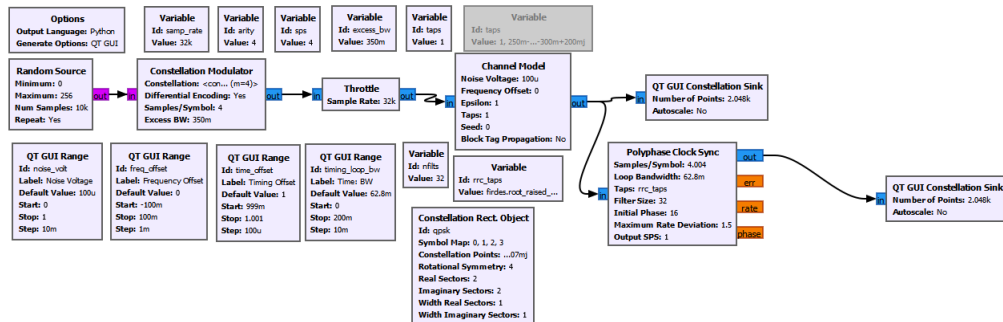 Options
Output Language: Python
Generate Options: QT GUI
Variable
Id: samp_rate
Value: 32k
Variable
Id: arity
Value: 4
Variable
Id: sps
Value: 4
Variable
Id: excess_bw
Value: 350m
Variable
Id: taps
Value: 1
Variable
Id: taps
Value: 1, 250m-...-300m+200mj
Random Source
Minimum: 0
Maximum: 256
Num Samples: 10k
Repeat: Yes
out
in
Constellation Modulator
Constellation: <con... (m=4)>
Differential Encoding: Yes
Samples/Symbol: 4
Excess BW: 350m
out
in
Throttle
Sample Rate: 32k
out
in
Channel Model
Noise Voltage: 100u
Frequency Offset: 0
Epsilon: 1
Taps: 1
Seed: 0
Block Tag Propagation: No
out
in
QT GUI Constellation Sink
Number of Points: 2.048k
Autoscale: No
in
Polyphase Clock Sync
Samples/Symbol: 4.004
Loop Bandwidth: 62.8m
Taps: rrc_taps
Filter Size: 32
Initial Phase: 16
Maximum Rate Deviation: 1.5
Output SPS: 1
out
err
rate
phase
in
QT GUI Constellation Sink
Number of Points: 2.048k
Autoscale: No
QT GUI Range
Id: noise_volt
Label: Noise Voltage
Default Value: 100u
Start: 0
Stop: 1
Step: 10m
QT GUI Range
Id: freq_offset
Label: Frequency Offset
Default Value: 0
Start: -100m
Stop: 100m
Step: 1m
QT GUI Range
Id: time_offset
Label: Timing Offset
Default Value: 1
Start: 999m
Stop: 1.001
Step: 100u
QT GUI Range
Id: timing_loop_bw
Label: Time: BW
Default Value: 62.8m
Start: 0
Stop: 200m
Step: 10m
Variable
Id: nfilts
Value: 32
Variable
Id: rrc_taps
Value: firdes.root_raised_...
Constellation Rect. Object
Id: qpsk
Symbol Map: 0, 1, 2, 3
Constellation Points: ...07mj
Rotational Symmetry: 4
Real Sectors: 2
Imaginary Sectors: 2
Width Real Sectors: 1
Width Imaginary Sectors: 1